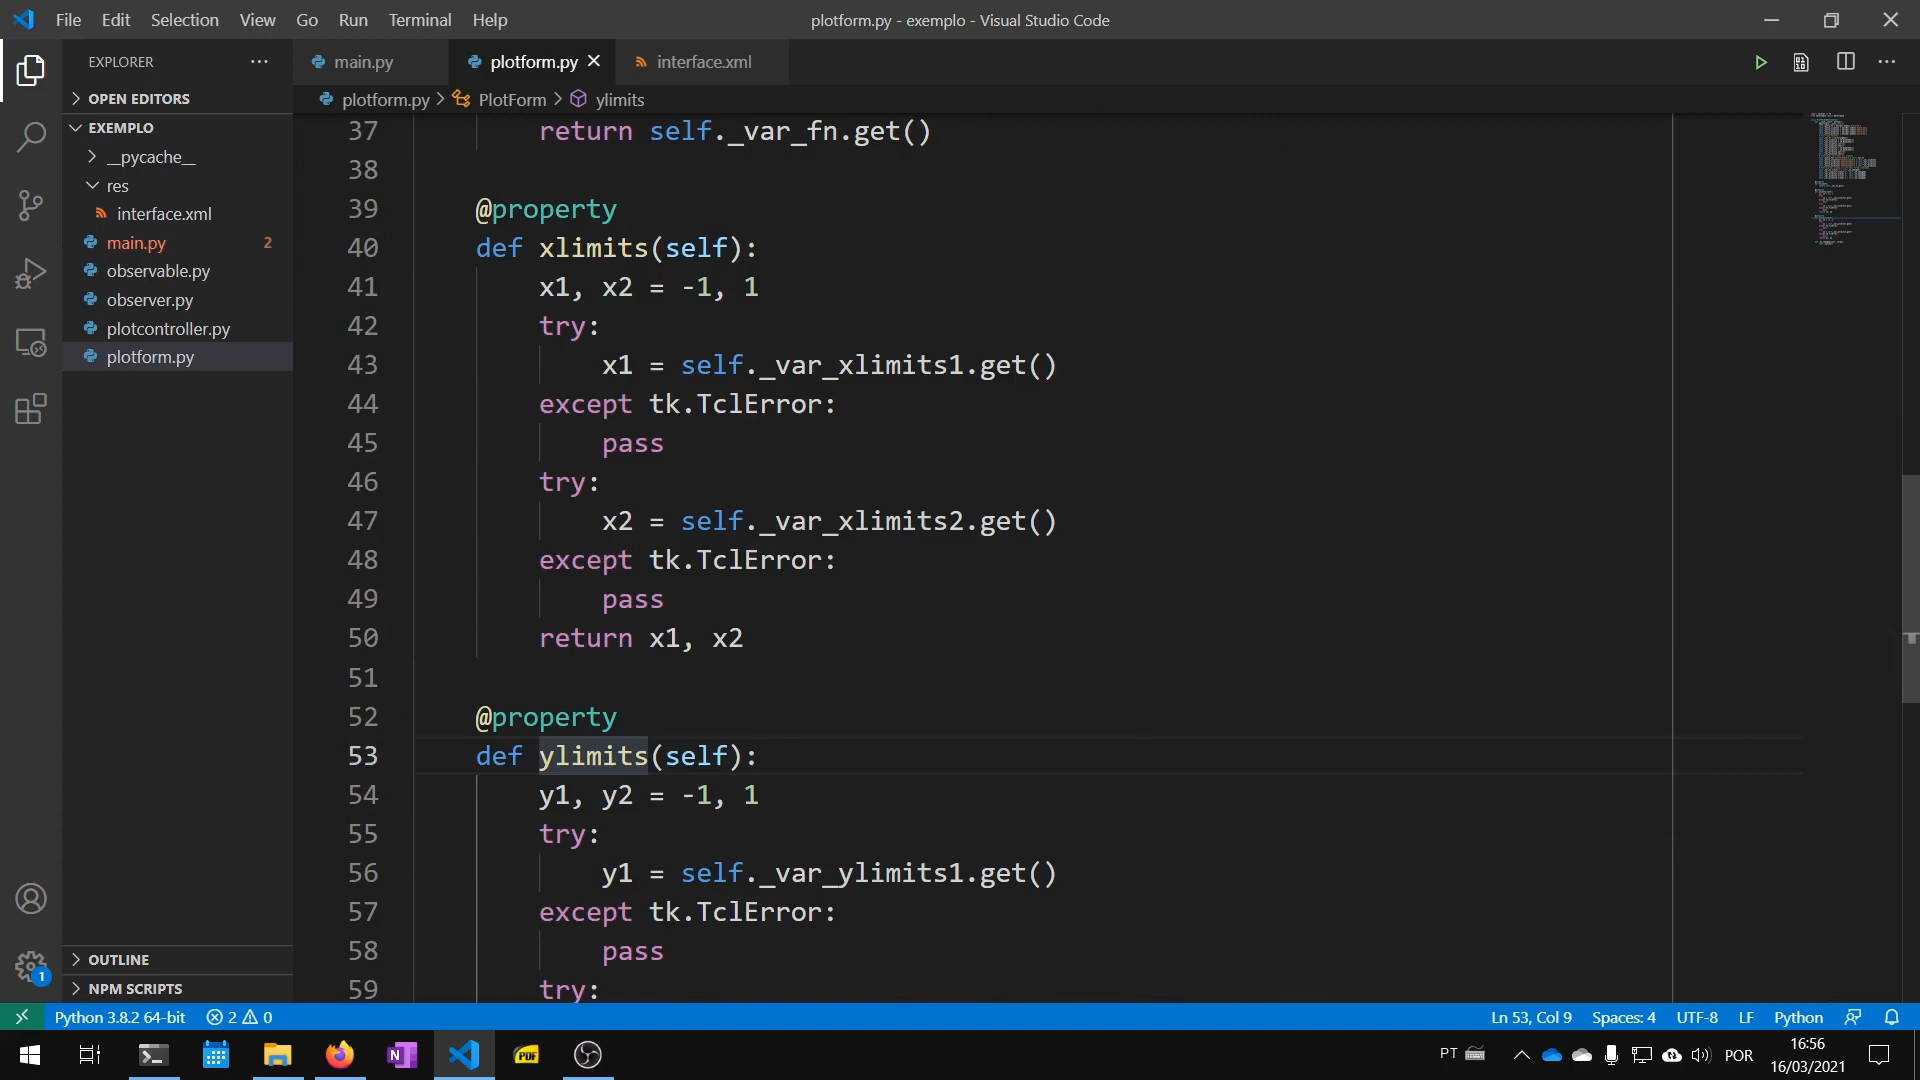 File Edit Selection View Go Run Terminal Help
plotform.py - exemplo - Visual Studio Code
EXPLORER
main.py
plotform.py
interface.xml
OPEN EDITORS
plotform.py > PlotForm > ylimits
EXEMPLO
__pycache__
res
interface.xml
main.py 2
observable.py
observer.py
plotcontroller.py
plotform.py
37 return self._var_fn.get()
38
39 @property
40 def xlimits(self):
41 x1, x2 = -1, 1
42 try:
43 x1 = self._var_xlimits1.get()
44 except tk.TclError:
45 pass
46 try:
47 x2 = self._var_xlimits2.get()
48 except tk.TclError:
49 pass
50 return x1, x2
51
52 @property
53 def ylimits(self):
54 y1, y2 = -1, 1
55 try:
56 y1 = self._var_ylimits1.get()
57 except tk.TclError:
58 pass
59 try:
OUTLINE
1
NPM SCRIPTS
Python 3.8.2 64-bit 2 0 Ln 53, Col 9 Spaces: 4 UTF-8 LF Python
N PDF PT POR 16:56
16/03/2021